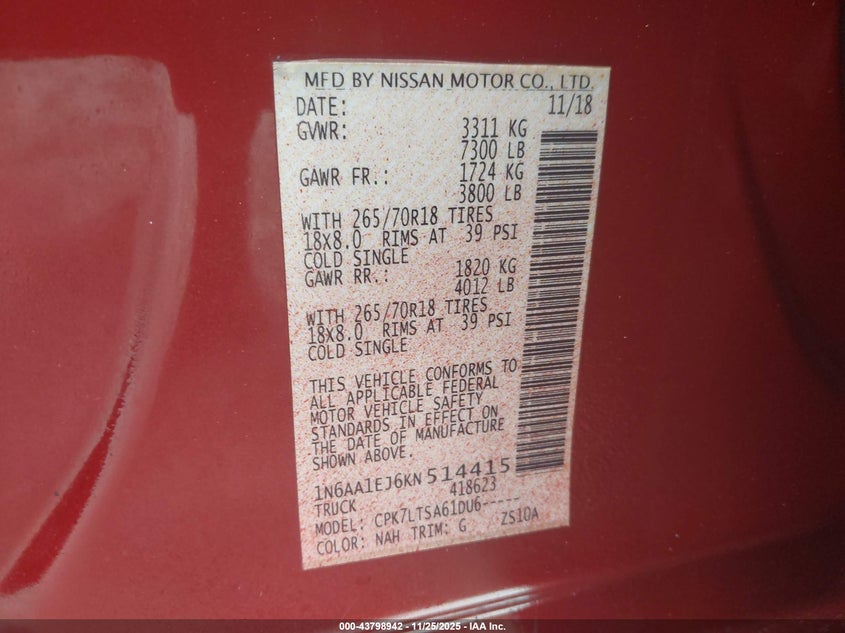 MFD BY NISSAN MOTOR CO., LTD.
DATE: 11/18
GVWR: 3311 KG
7300 LB
GAWR FR.: 1724 KG
3800 LB
WITH 265/70R18 TIRES
18X8.0 RIMS AT 39 PSI
COLD SINGLE
GAWR RR.: 1820 KG
4012 LB
WITH 265/70R18 TIRES
18X8.0 RIMS AT 39 PSI
COLD SINGLE
THIS VEHICLE CONFORMS TO
ALL APPLICABLE FEDERAL
MOTOR VEHICLE SAFETY
STANDARDS IN EFFECT ON
THE DATE OF MANUFACTURE
SHOWN ABOVE.
1N6AA1EJ6KN514415
TRUCK 418623
MODEL: CPK7LTSA61DU6-----
COLOR: NAH TRIM: G ZS10A
000-43798942 - 11/25/2025 - IAA Inc.